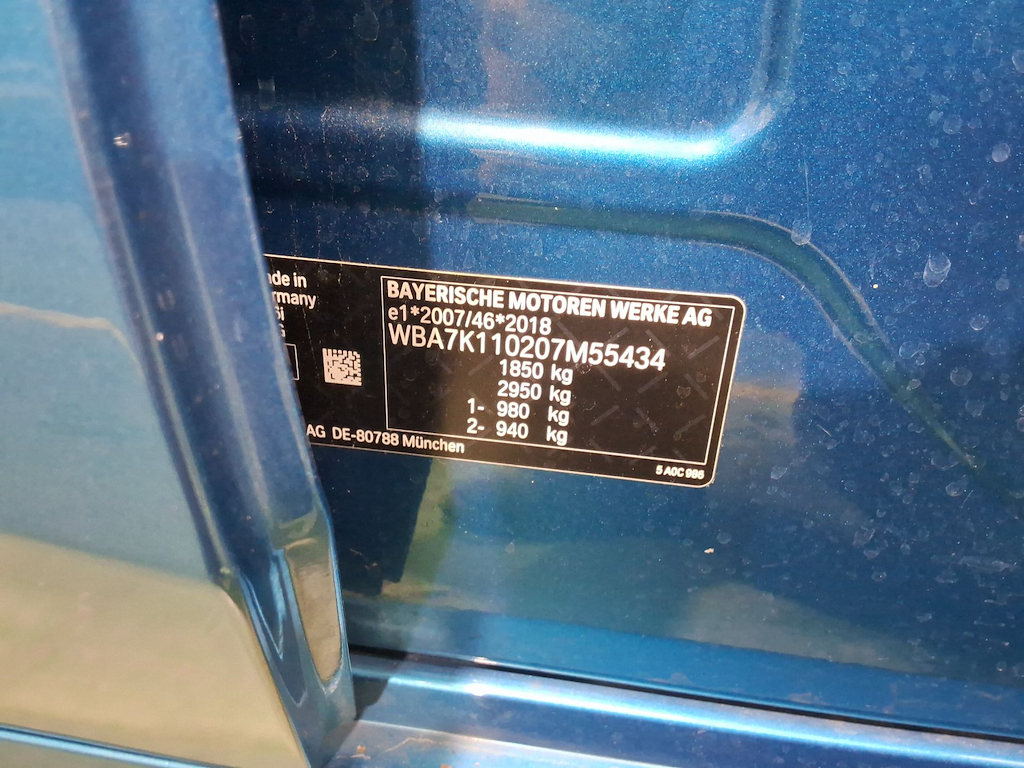 de in
rmany
BAYERISCHE MOTOREN WERKE AG
e1*2007/46*2018
WBA7K110207M55434
1850 kg
2950 kg
1- 980 kg
2- 940 kg
AG DE-80788 München
5 A0C 986